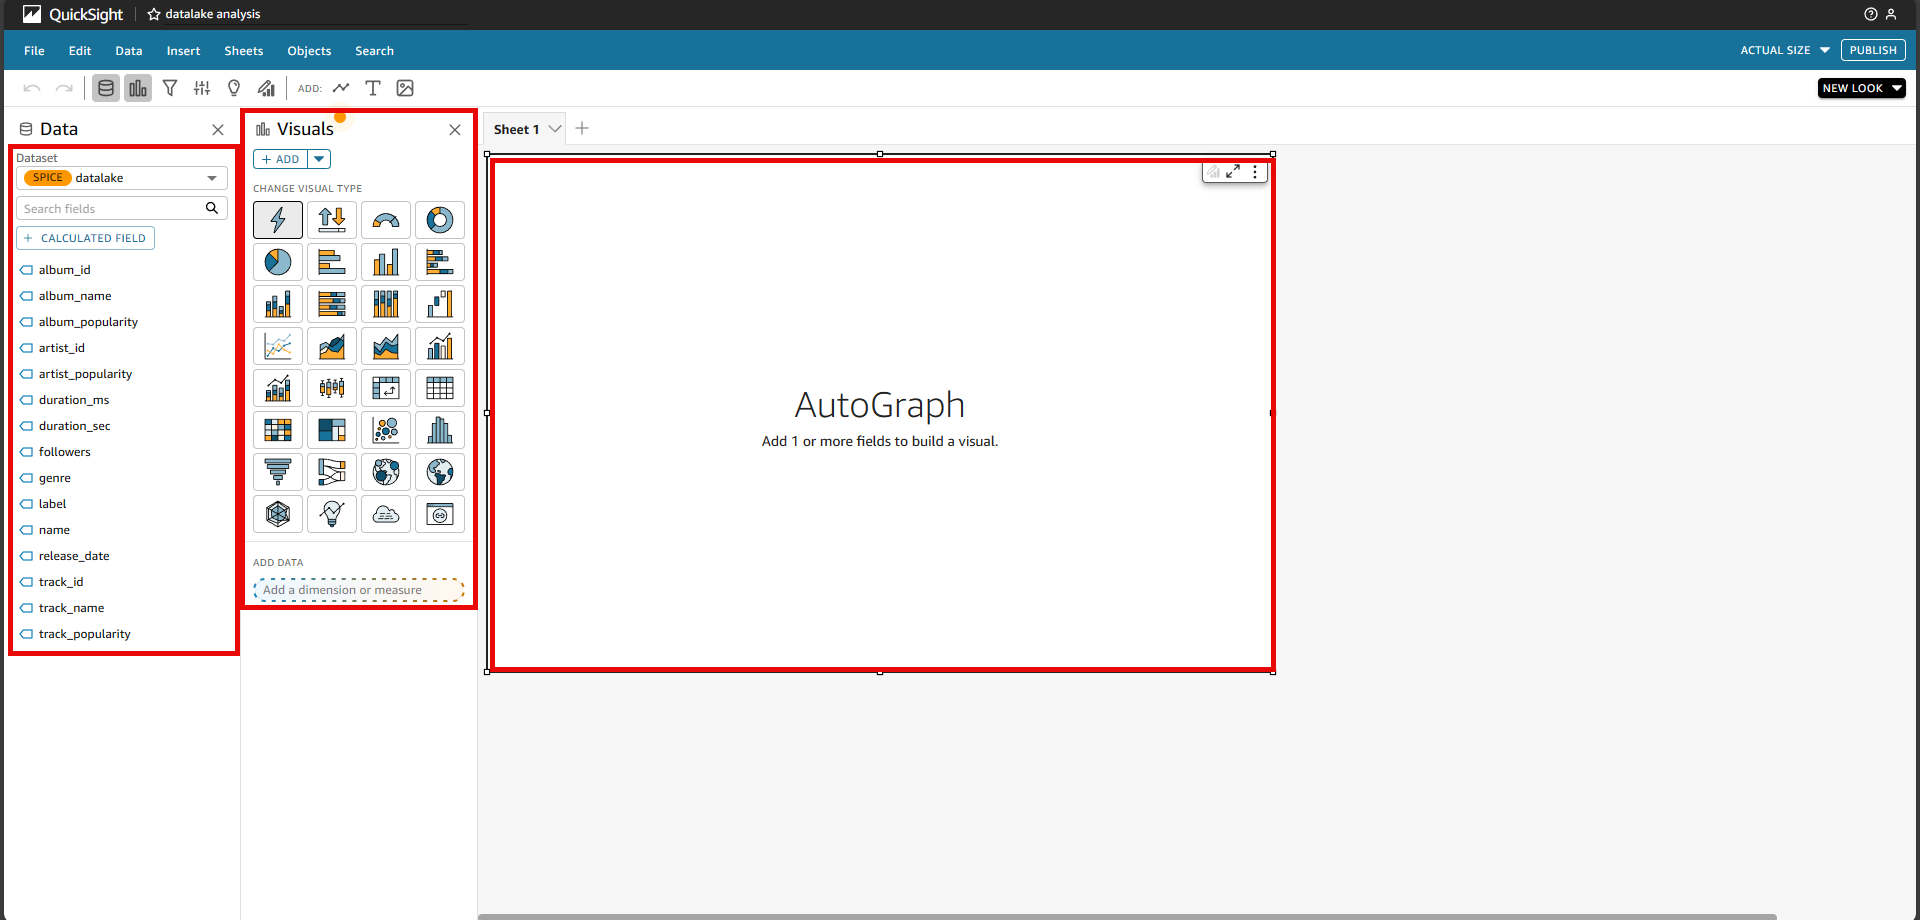 QuickSight datalake analysis
File Edit Data Insert Sheets Objects Search ACTUAL SIZE PUBLISH
ADD: NEW LOOK
Data
Dataset
SPICE datalake
Search fields
+ CALCULATED FIELD
album_id
album_name
album_popularity
artist_id
artist_popularity
duration_ms
duration_sec
followers
genre
label
name
release_date
track_id
track_name
track_popularity
Visuals
+ ADD
CHANGE VISUAL TYPE
ADD DATA
Add a dimension or measure
Sheet 1
AutoGraph
Add 1 or more fields to build a visual.